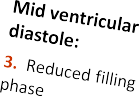 Mid ventricular
diastole:
3. Reduced filling
phase